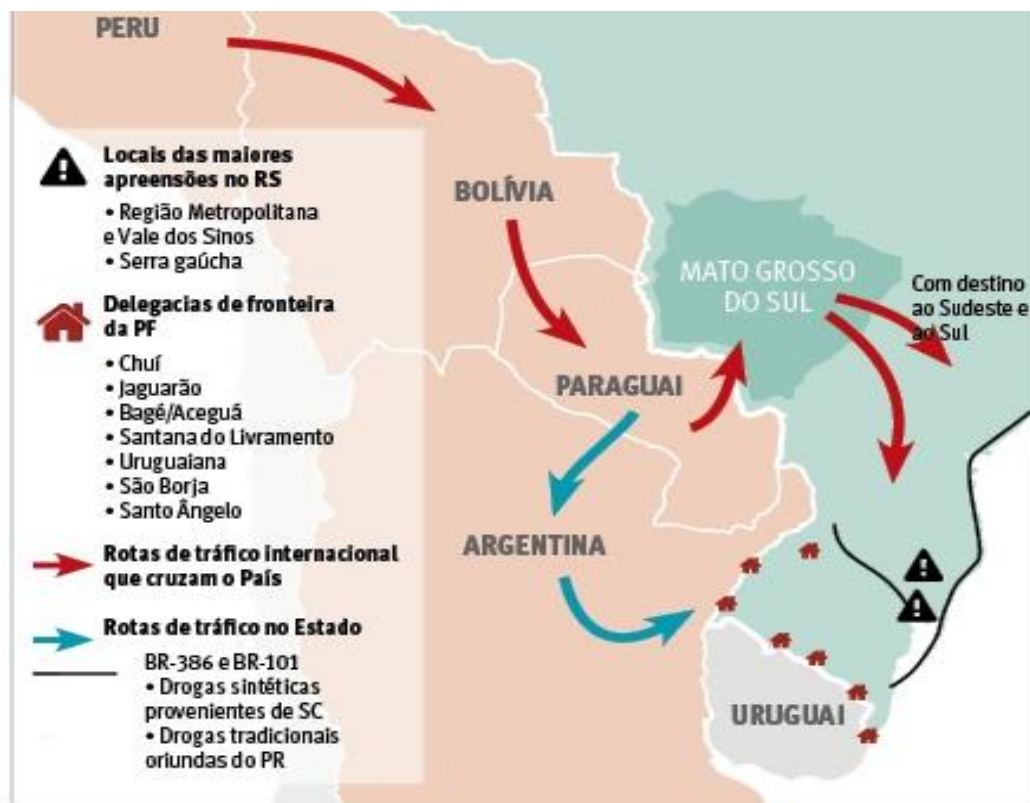 PERU
Locais das maiores
apreensões no RS
• Região Metropolitana
e Vale dos Sinos
• Serra gaúcha
Delegacias de fronteira
da PF
• Chuí
• Jaguarão
• Bagé/Aceguá
• Santana do Livramento
• Uruguaiana
• São Borja
• Santo Ângelo
Rotas de tráfico internacional
que cruzam o País
Rotas de tráfico no Estado
BR-386 e BR-101
• Drogas sintéticas
provenientes de SC
• Drogas tradicionais
oriundas do PR
BOLÍVIA
MATO GROSSO
DO SUL
Com destino
ao Sudeste e
ao Sul
PARAGUAI
ARGENTINA
URUGUAI